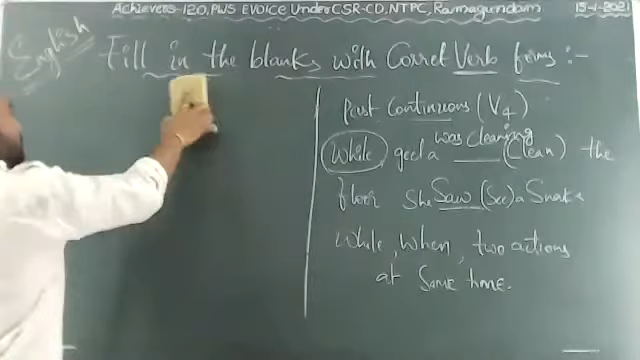 Achievers-120, PWS EVOICE Under CSR-CD, NTPC, Ramagundam 15-1-2021
English
Fill in the blanks with Corret Verb forms :-
Past Continuous (V4)
was cleaning
While, geeta ____ (Clean) the
floor She Saw (See) a Snake
While, When, two actions
at Same time.